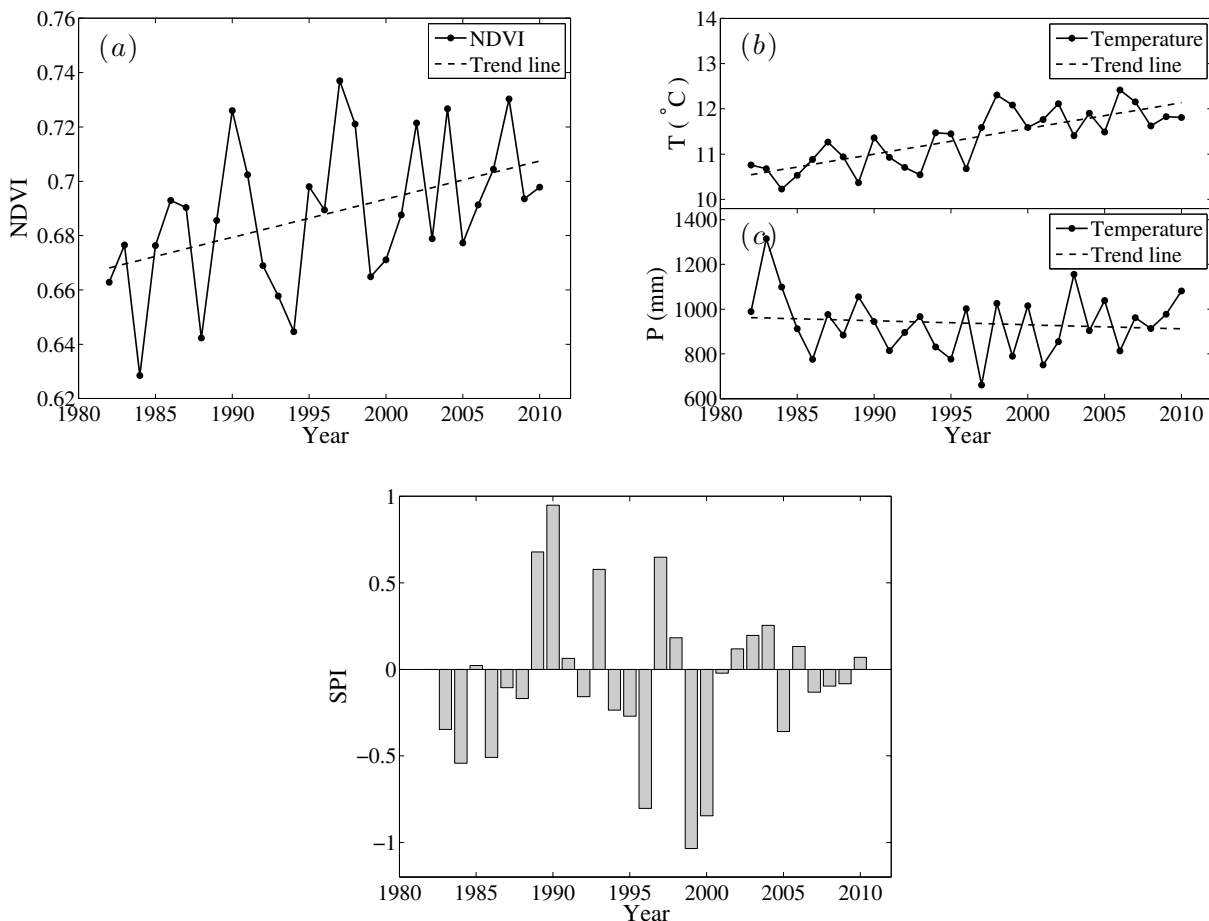 (a)
NDVI
Trend line
0.76
0.74
0.72
0.7
0.68
0.66
0.64
0.62
NDVI
1980 1985 1990 1995 2000 2005 2010
Year
(b)
Temperature
Trend line
14
13
12
11
10
T ( °C)
(c)
Temperature
Trend line
1400
1200
1000
800
600
P (mm)
1980 1985 1990 1995 2000 2005 2010
Year
1
0.5
0
−0.5
−1
SPI
1980 1985 1990 1995 2000 2005 2010
Year